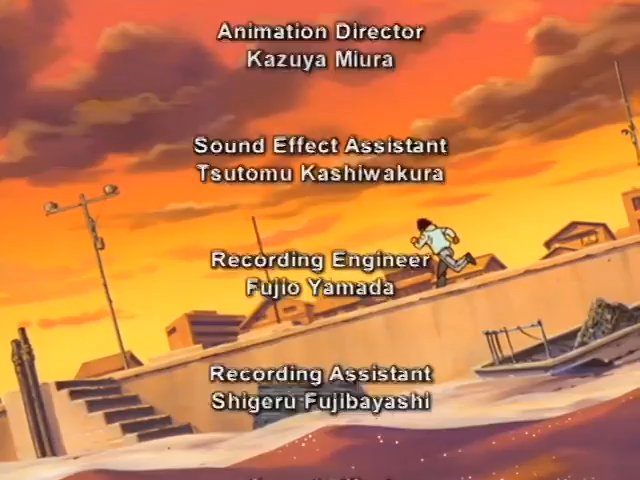 Animation Director
Kazuya Miura
Sound Effect Assistant
Tsutomu Kashiwakura
Recording Engineer
Fujio Yamada
Recording Assistant
Shigeru Fujibayashi